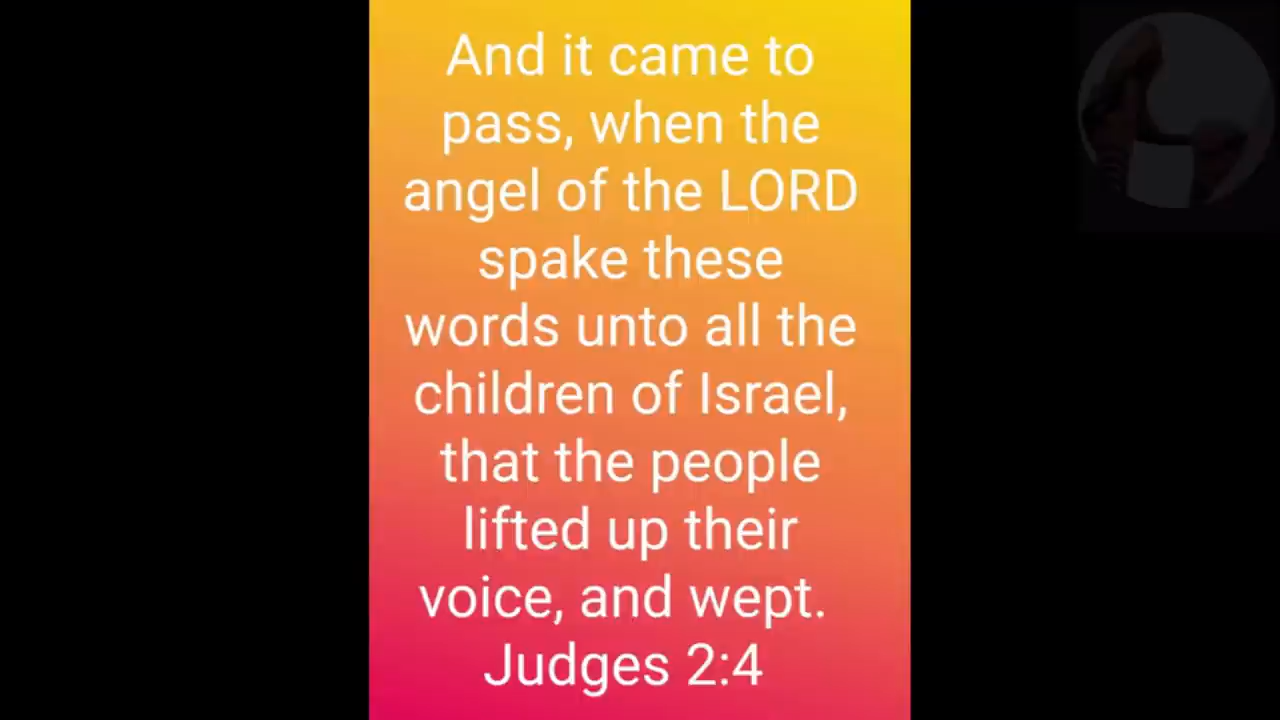 And it came to
pass, when the
angel of the LORD
spake these
words unto all the
children of Israel,
that the people
lifted up their
voice, and wept.
Judges 2:4